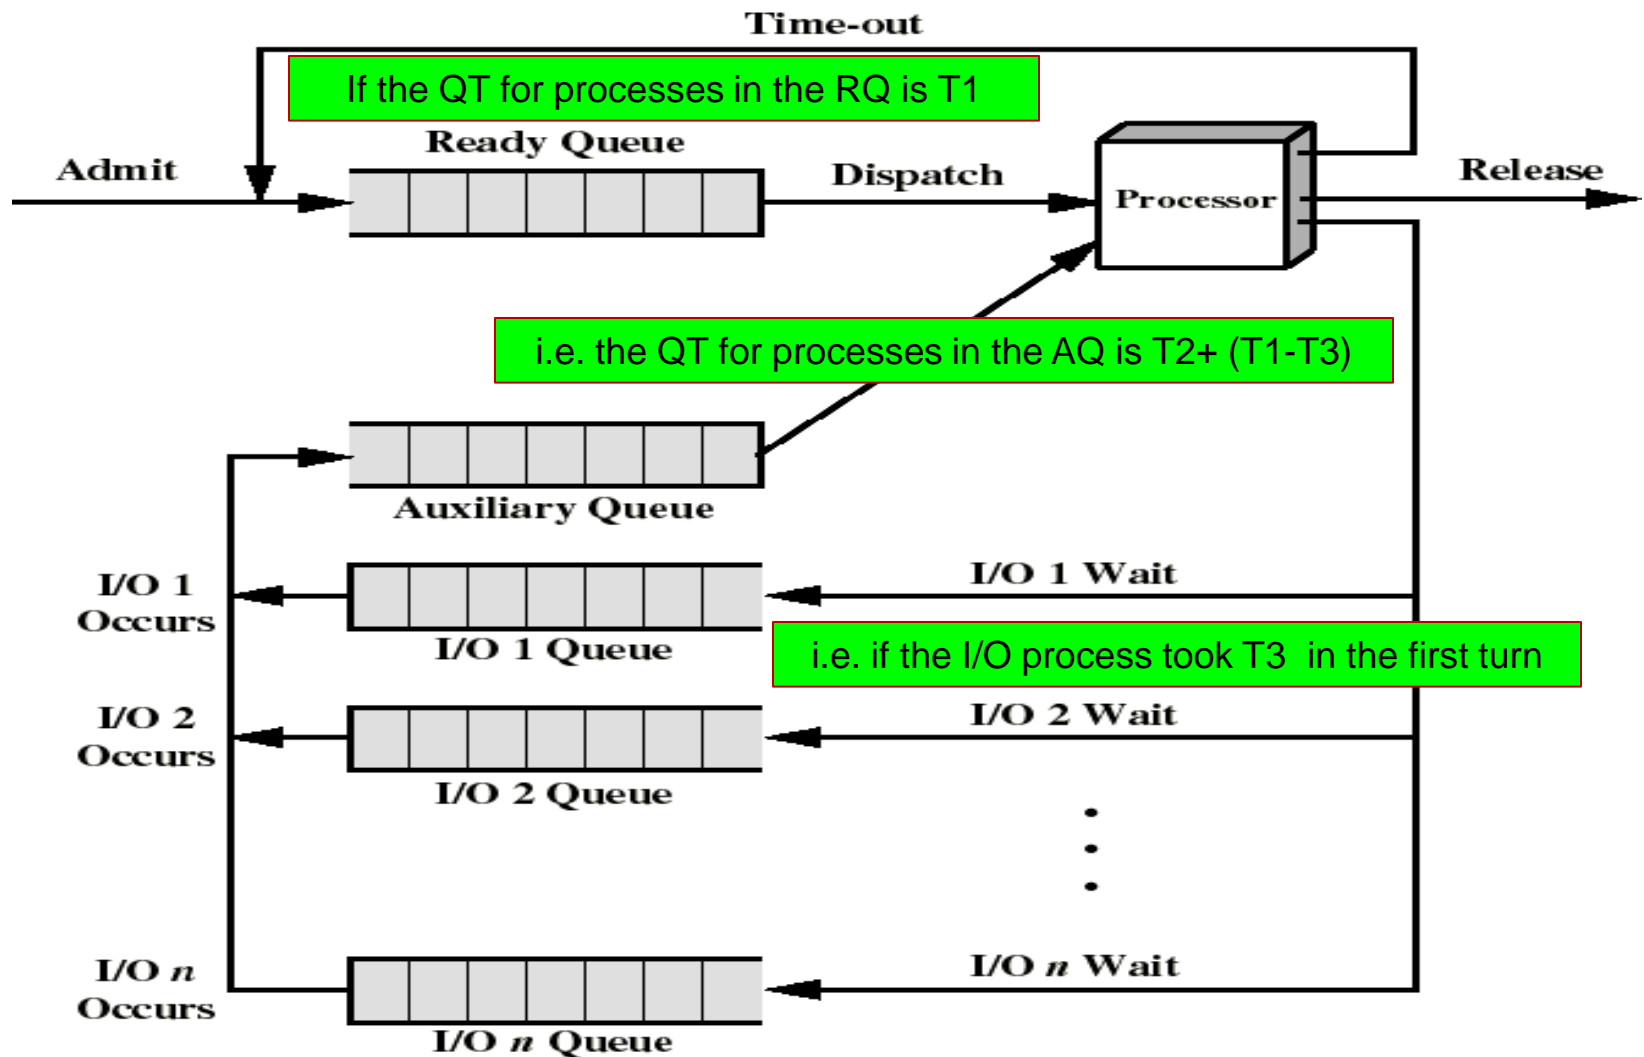 Time-out
If the QT for processes in the RQ is T1
Ready Queue
Admit
Dispatch
Processor
Release
i.e. the QT for processes in the AQ is T2+ (T1-T3)
Auxiliary Queue
I/O 1
Occurs
I/O 1 Wait
I/O 1 Queue
i.e. if the I/O process took T3 in the first turn
I/O 2
Occurs
I/O 2 Wait
I/O 2 Queue
I/O n
Occurs
I/O n Wait
I/O n Queue